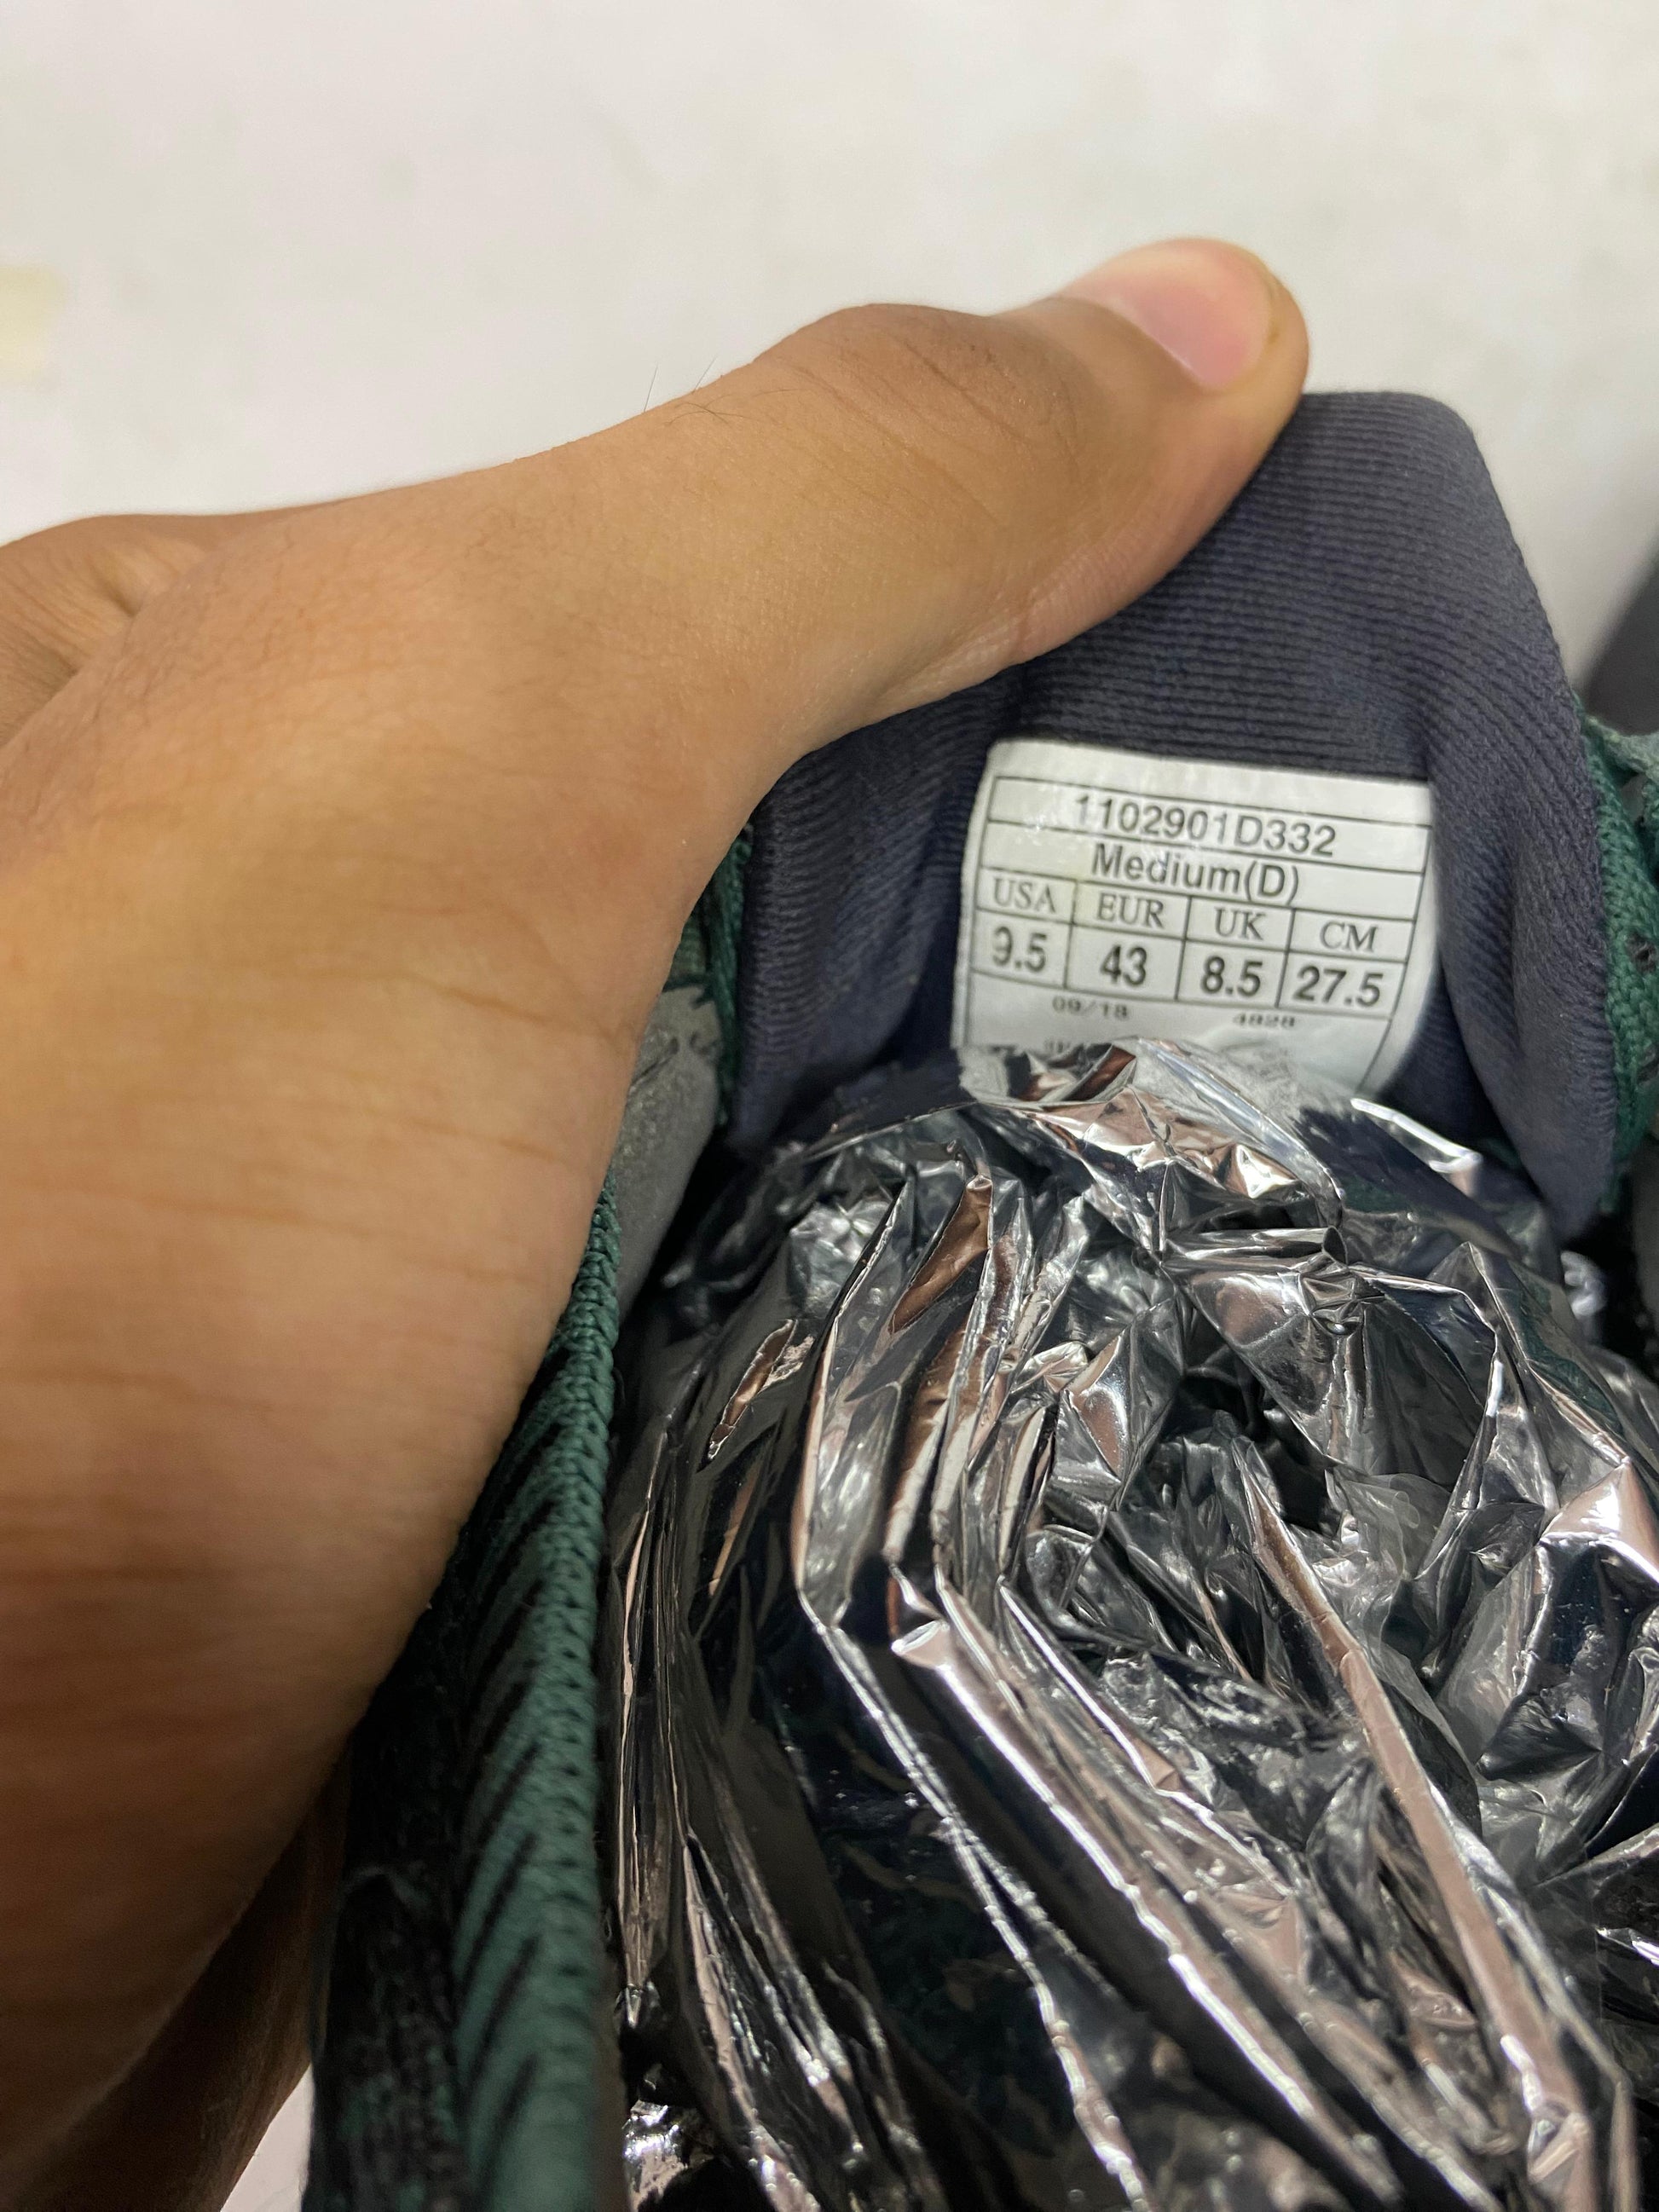 1102901D332
Medium(D)
USA EUR UK CM
9.5 43 8.5 27.5
09/18 4828